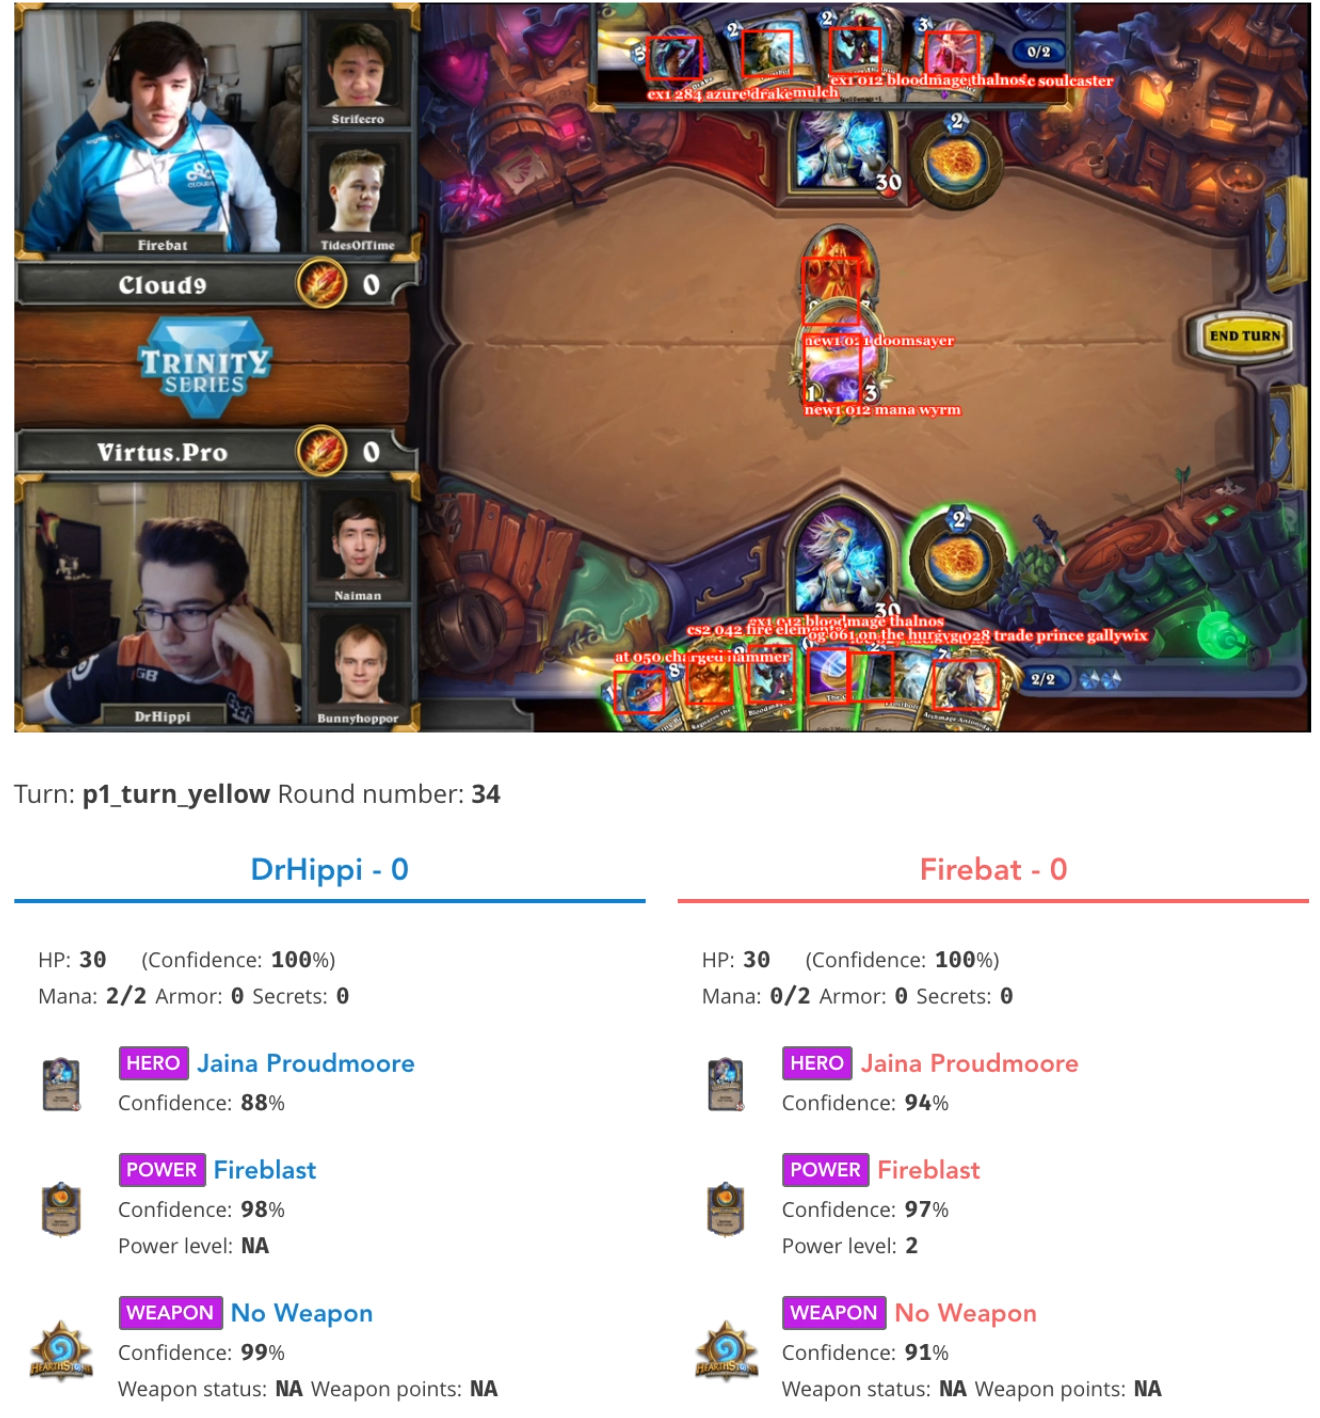 Strifecro
Firebat
TidesOfTime
Cloud9 0
TRINITY
SERIES
Virtus.Pro 0
Naiman
DrHippi
Bunnyhoppor
5 2 2 3
0/2
ex1 012 bloodmage thalnos c soulcaster
ex1 284 azure drake mulch
2
30
new1 021 doomsayer
END TURN
1 3
new1 012 mana wyrm
2
30
ex1 012 bloodmage thalnos
cs2 042 fire elemental
og 061 on the hun gvg 028 trade prince gallywix
at 050 charged hammer
8 7
2/2
Turn: p1_turn_yellow Round number: 34
DrHippi - 0
HP: 30 (Confidence: 100%)
Mana: 2/2 Armor: 0 Secrets: 0
HERO Jaina Proudmoore
Confidence: 88%
POWER Fireblast
Confidence: 98%
Power level: NA
WEAPON No Weapon
Confidence: 99%
Weapon status: NA Weapon points: NA
Firebat - 0
HP: 30 (Confidence: 100%)
Mana: 0/2 Armor: 0 Secrets: 0
HERO Jaina Proudmoore
Confidence: 94%
POWER Fireblast
Confidence: 97%
Power level: 2
WEAPON No Weapon
Confidence: 91%
Weapon status: NA Weapon points: NA